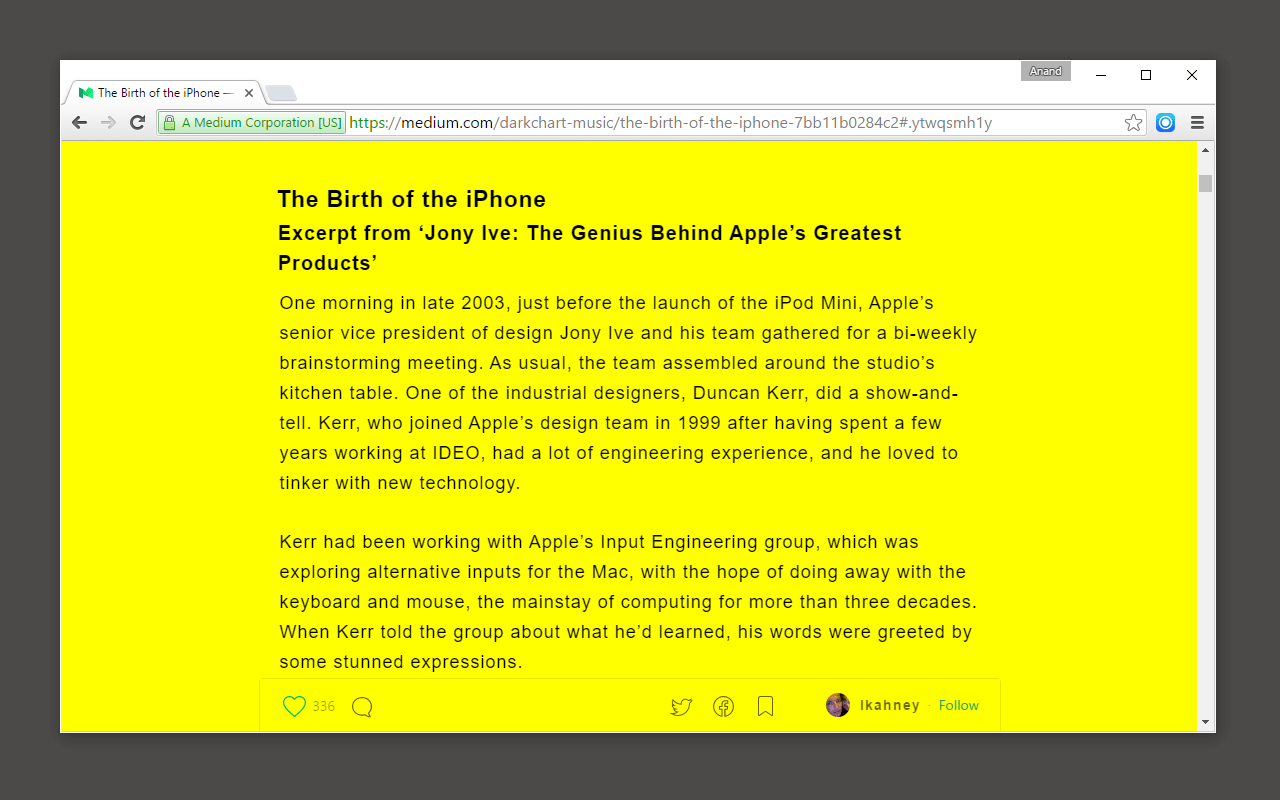 Anand
The Birth of the iPhone —
A Medium Corporation [US] https://medium.com/darkchart-music/the-birth-of-the-iphone-7bb11b0284c2#.ytwqsmh1y
The Birth of the iPhone
Excerpt from ‘Jony Ive: The Genius Behind Apple’s Greatest
Products’
One morning in late 2003, just before the launch of the iPod Mini, Apple’s
senior vice president of design Jony Ive and his team gathered for a bi-weekly
brainstorming meeting. As usual, the team assembled around the studio’s
kitchen table. One of the industrial designers, Duncan Kerr, did a show-and-
tell. Kerr, who joined Apple’s design team in 1999 after having spent a few
years working at IDEO, had a lot of engineering experience, and he loved to
tinker with new technology.
Kerr had been working with Apple’s Input Engineering group, which was
exploring alternative inputs for the Mac, with the hope of doing away with the
keyboard and mouse, the mainstay of computing for more than three decades.
When Kerr told the group about what he’d learned, his words were greeted by
some stunned expressions.
336 lkahney · Follow